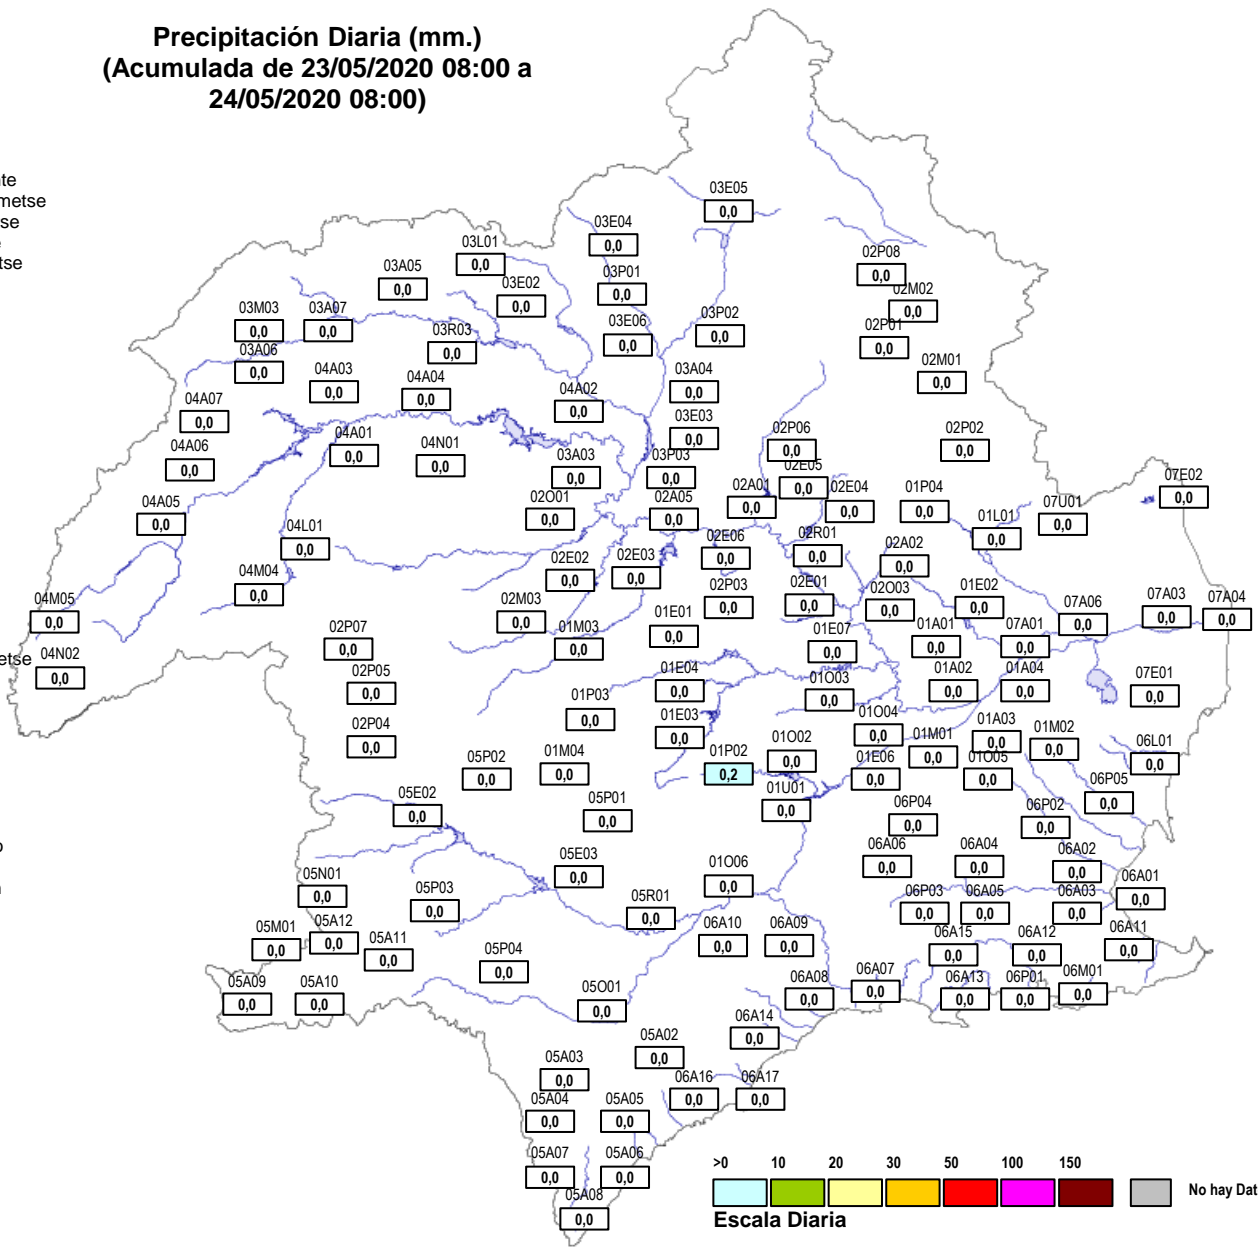 Precipitación Diaria (mm.)
(Acumulada de 23/05/2020 08:00 a
24/05/2020 08:00)
te
metse
se
tse
03E05
0,0
03E04
0,0
03L01
0,0
02P08
0,0
03A05
0,0
03P01
0,0
03E02
0,0
02M02
0,0
03M03
0,0
03A07
0,0
03P02
0,0
03E06
0,0
03R03
0,0
02P01
0,0
03A06
0,0
02M01
0,0
04A03
0,0
04A04
0,0
03A04
0,0
04A02
0,0
04A07
0,0
03E03
0,0
02P06
0,0
02P02
0,0
04A01
0,0
04N01
0,0
04A06
0,0
03A03
0,0
03P03
0,0
02E05
0,0
07E02
0,0
02A01
0,0
02E04
0,0
01P04
0,0
04A05
0,0
02O01
0,0
02A05
0,0
07U01
0,0
01L01
0,0
04L01
0,0
02E06
0,0
02R01
0,0
02A02
0,0
02E02
0,0
02E03
0,0
04M04
0,0
02P03
0,0
02E01
0,0
02O03
0,0
01E02
0,0
07A03
0,0
07A04
0,0
04M05
0,0
02M03
0,0
07A06
0,0
01E01
0,0
02P07
0,0
01M03
0,0
01E07
0,0
01A01
0,0
07A01
0,0
etse
04N02
0,0
02P05
0,0
01E04
0,0
01O03
0,0
01A02
0,0
01A04
0,0
07E01
0,0
01P03
0,0
02P04
0,0
01E03
0,0
01O04
0,0
01A03
0,0
01M02
0,0
01M01
0,0
06L01
0,0
05P02
0,0
01M04
0,0
01P02
0,2
01O02
0,0
01E06
0,0
01O05
0,0
05E02
0,0
05P01
0,0
01U01
0,0
06P04
0,0
06P02
0,0
06P05
0,0
05E03
0,0
01O06
0,0
06A06
0,0
06A04
0,0
06A02
0,0
05N01
0,0
05P03
0,0
05R01
0,0
06P03
0,0
06A05
0,0
06A03
0,0
06A01
0,0
05M01
0,0
05A12
0,0
05A11
0,0
05P04
0,0
06A10
0,0
06A09
0,0
06A15
0,0
06A12
0,0
06A11
0,0
05A09
0,0
05A10
0,0
05O01
0,0
06A08
0,0
06A07
0,0
06A13
0,0
06P01
0,0
06M01
0,0
05A02
0,0
06A14
0,0
05A03
0,0
06A16
0,0
06A17
0,0
05A04
0,0
05A05
0,0
05A07
0,0
05A06
0,0
05A08
0,0
>0 10 20 30 50 100 150
No hay Dat
Escala Diaria